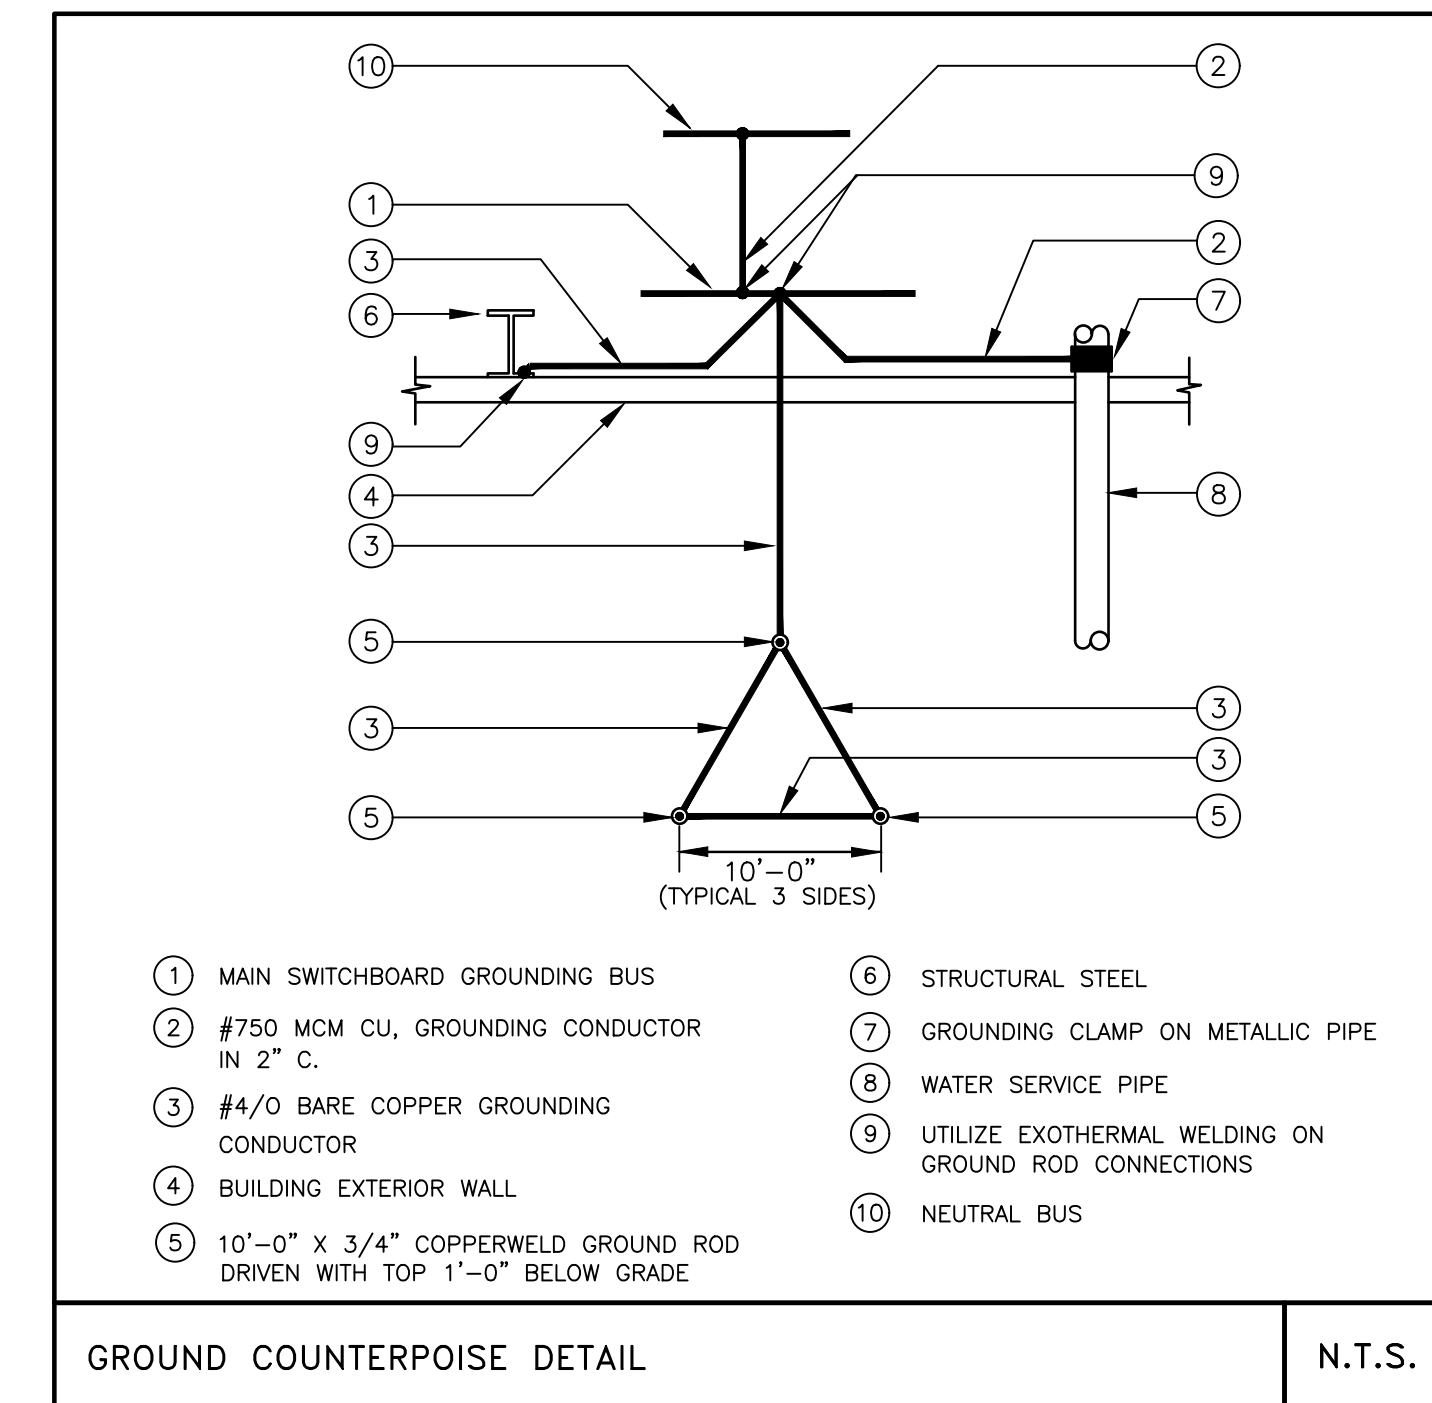 10
2
9
1
3
2
6
7
9
4
8
3
5
3
3
3
5
5
10'-0"
(TYPICAL 3 SIDES)
1 MAIN SWITCHBOARD GROUNDING BUS
2 #750 MCM CU, GROUNDING CONDUCTOR
IN 2" C.
3 #4/0 BARE COPPER GROUNDING
CONDUCTOR
4 BUILDING EXTERIOR WALL
5 10'-0" X 3/4" COPPERWELD GROUND ROD
DRIVEN WITH TOP 1'-0" BELOW GRADE
6 STRUCTURAL STEEL
7 GROUNDING CLAMP ON METALLIC PIPE
8 WATER SERVICE PIPE
9 UTILIZE EXOTHERMAL WELDING ON
GROUND ROD CONNECTIONS
10 NEUTRAL BUS
GROUND COUNTERPOISE DETAIL
N.T.S.